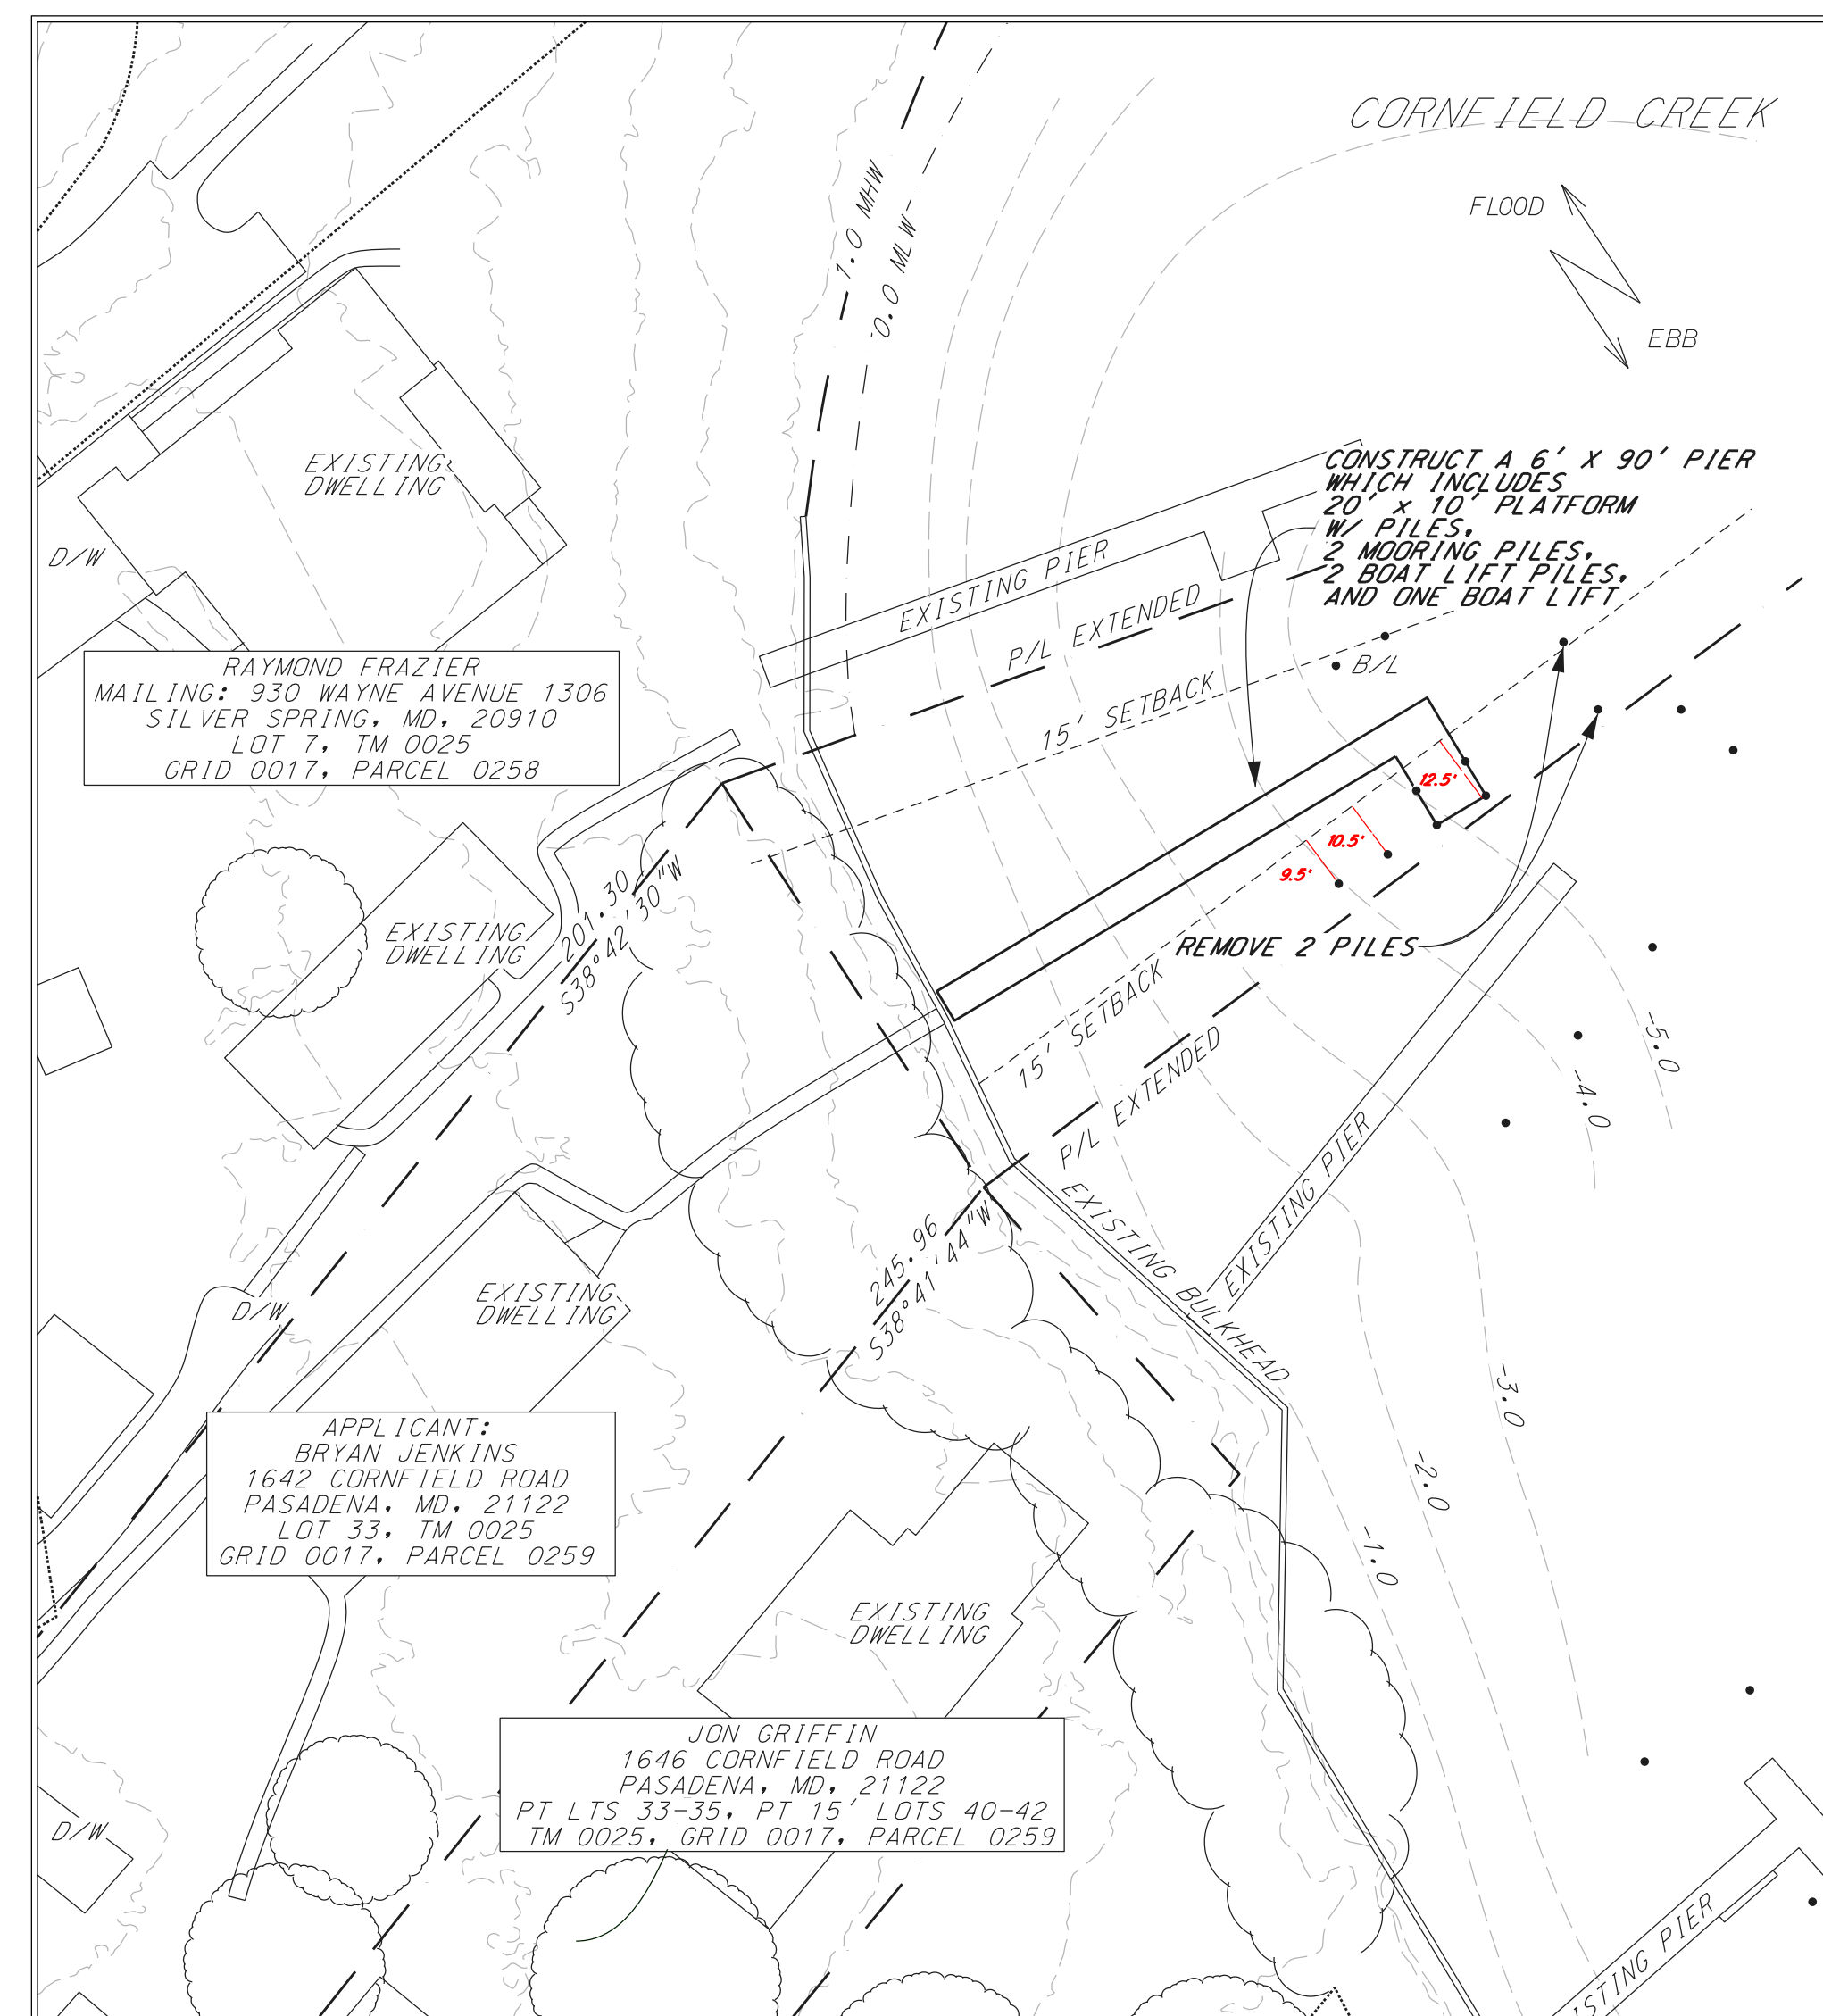 CORNFIELD CREEK
FLOOD
EBB
1.0 MHW
0.0 MLW
CONSTRUCT A 6' X 90' PIER
WHICH INCLUDES
20' x 10' PLATFORM
W/ PILES,
2 MOORING PILES,
2 BOAT LIFT PILES,
AND ONE BOAT LIFT
EXISTING
DWELLING
D/W
EXISTING PIER
P/L EXTENDED
15' SETBACK
B/L
RAYMOND FRAZIER
MAILING: 930 WAYNE AVENUE 1306
SILVER SPRING, MD, 20910
LOT 7, TM 0025
GRID 0017, PARCEL 0258
12.5'
10.5'
9.5'
201.30
S38°42'30"W
EXISTING
DWELLING
REMOVE 2 PILES
15' SETBACK
P/L EXTENDED
-5.0
-4.0
EXISTING PIER
EXISTING BULKHEAD
245.96
S38°41'44"W
EXISTING
DWELLING
D/W
-3.0
-2.0
-1.0
APPLICANT:
BRYAN JENKINS
1642 CORNFIELD ROAD
PASADENA, MD, 21122
LOT 33, TM 0025
GRID 0017, PARCEL 0259
EXISTING
DWELLING
JON GRIFFIN
1646 CORNFIELD ROAD
PASADENA, MD, 21122
PT LTS 33-35, PT 15' LOTS 40-42
TM 0025, GRID 0017, PARCEL 0259
D/W
ISTING PIER